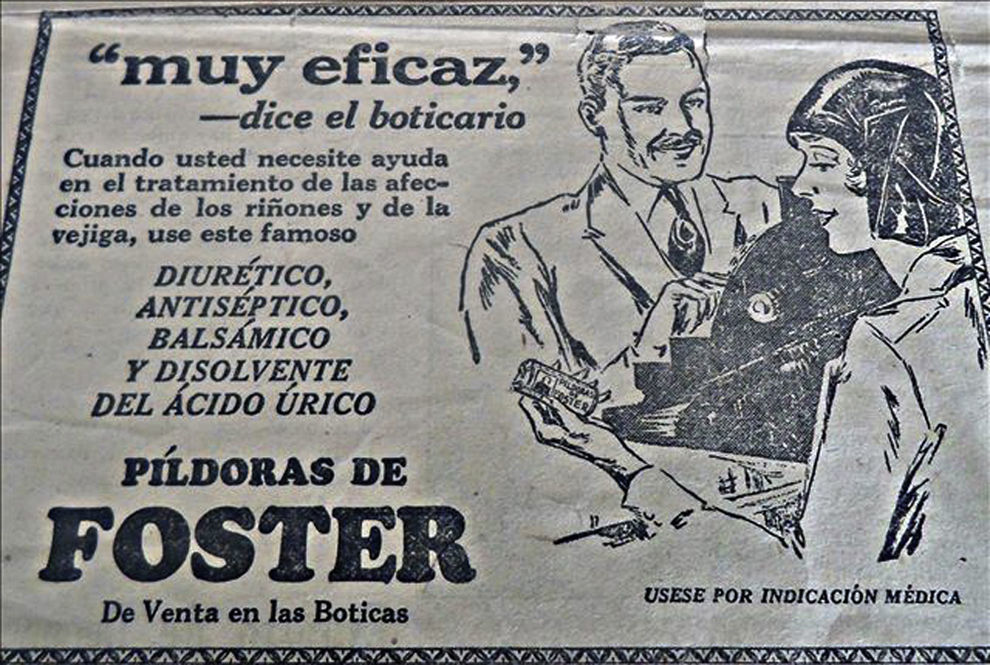 “muy eficaz,”
—dice el boticario
Cuando usted necesite ayuda
en el tratamiento de las afec-
ciones de los riñones y de la
vejiga, use este famoso
DIURÉTICO,
ANTISÉPTICO,
BALSÁMICO
Y DISOLVENTE
DEL ÁCIDO ÚRICO
PÍLDORAS DE
FOSTER
De Venta en las Boticas
PILDORAS
FOSTER
USESE POR INDICACIÓN MÉDICA